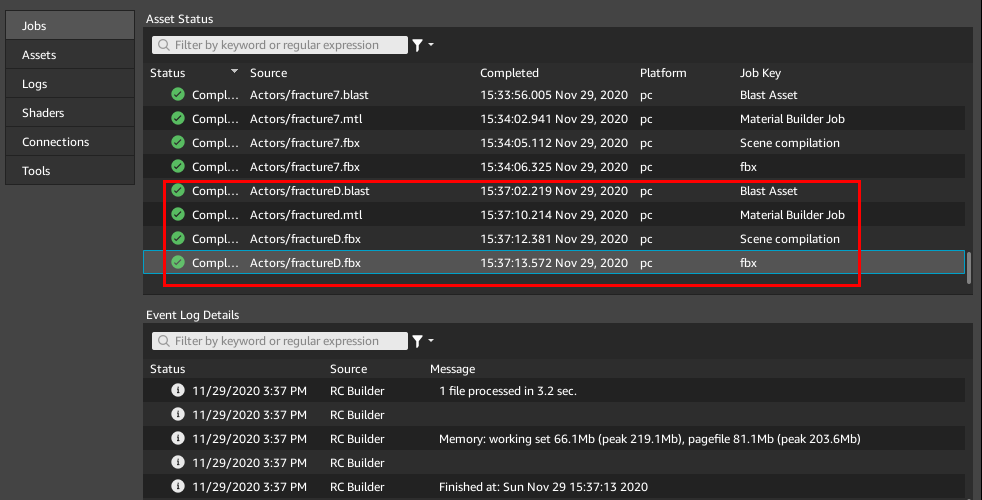 Jobs
Assets
Logs
Shaders
Connections
Tools
Asset Status
Filter by keyword or regular expression
Status Source Completed Platform Job Key
Compl... Actors/fracture7.blast 15:33:56.005 Nov 29, 2020 pc Blast Asset
Compl... Actors/fracture7.mtl 15:34:02.941 Nov 29, 2020 pc Material Builder Job
Compl... Actors/fracture7.fbx 15:34:05.112 Nov 29, 2020 pc Scene compilation
Compl... Actors/fracture7.fbx 15:34:06.325 Nov 29, 2020 pc fbx
Compl... Actors/fractureD.blast 15:37:02.219 Nov 29, 2020 pc Blast Asset
Compl... Actors/fractured.mtl 15:37:10.214 Nov 29, 2020 pc Material Builder Job
Compl... Actors/fractureD.fbx 15:37:12.381 Nov 29, 2020 pc Scene compilation
Compl... Actors/fractureD.fbx 15:37:13.572 Nov 29, 2020 pc fbx
Event Log Details
Filter by keyword or regular expression
Status Source Message
11/29/2020 3:37 PM RC Builder 1 file processed in 3.2 sec.
11/29/2020 3:37 PM RC Builder
11/29/2020 3:37 PM RC Builder Memory: working set 66.1Mb (peak 219.1Mb), pagefile 81.1Mb (peak 203.6Mb)
11/29/2020 3:37 PM RC Builder
11/29/2020 3:37 PM RC Builder Finished at: Sun Nov 29 15:37:13 2020